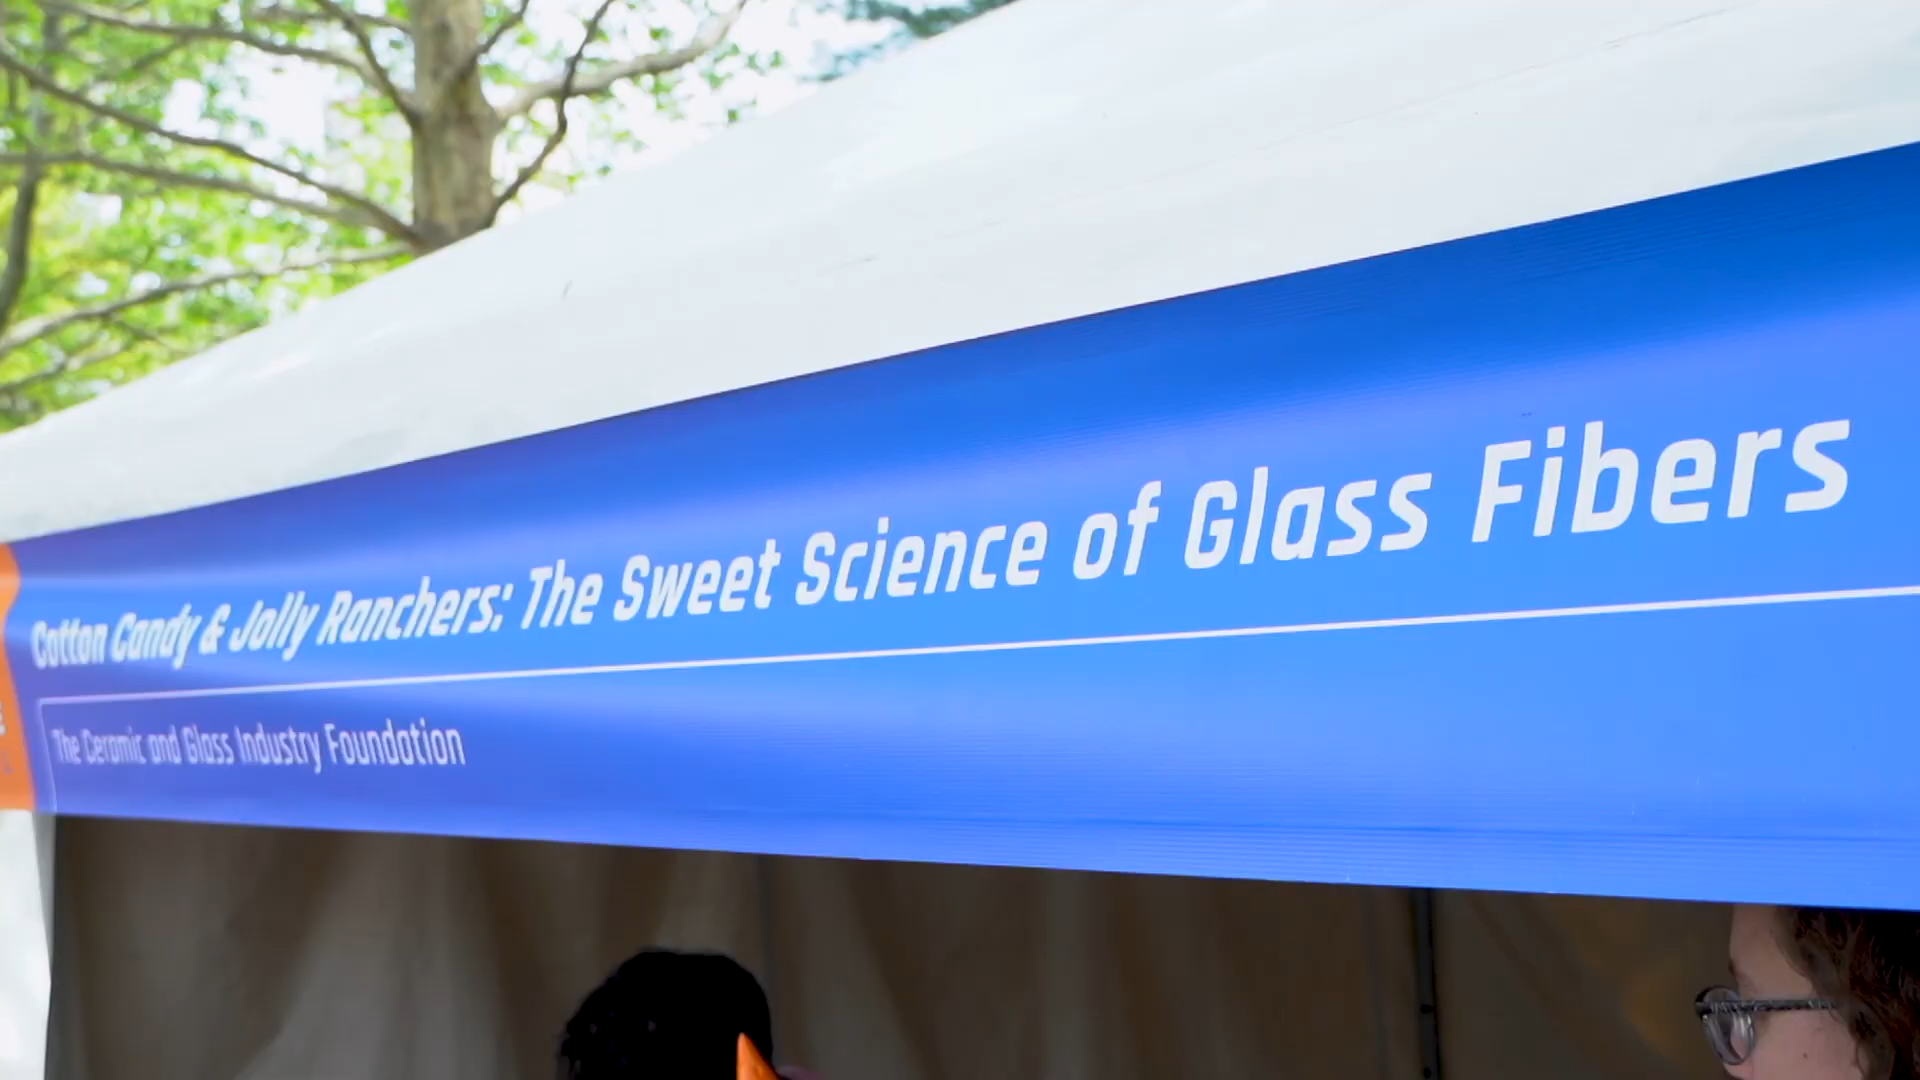 Cotton Candy & Jolly Ranchers: The Sweet Science of Glass Fibers
The Ceramic and Glass Industry Foundation